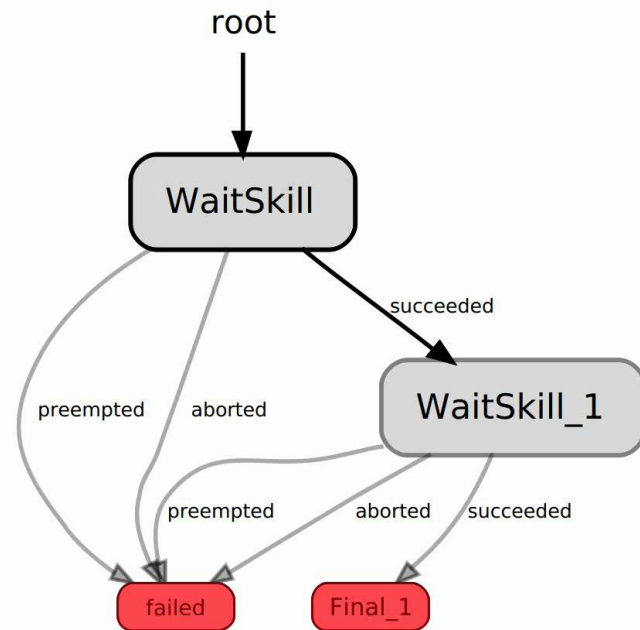 root
WaitSkill
succeeded
WaitSkill_1
preempted
aborted
preempted
aborted
succeeded
failed
Final_1